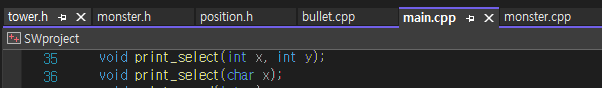 tower.h monster.h position.h bullet.cpp main.cpp monster.cpp
SWproject
35 void print_select(int x, int y);
36 void print_select(char x);